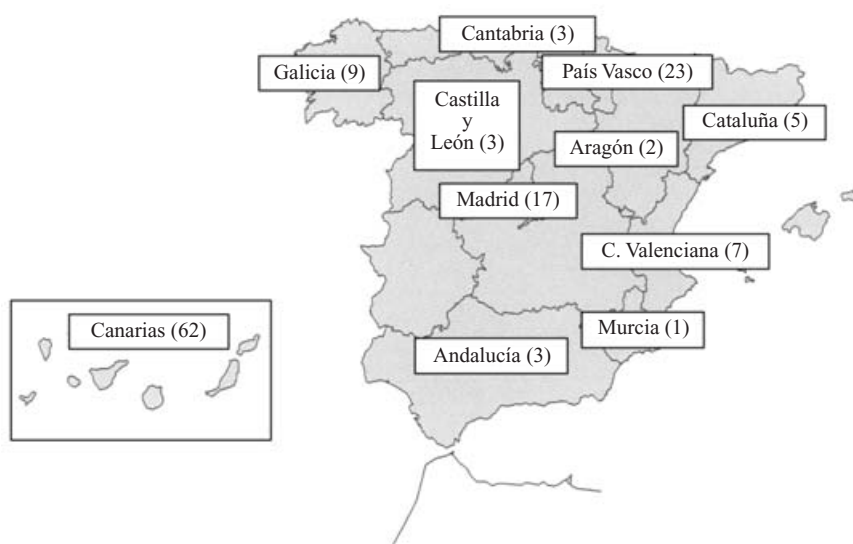 Cantabria (3)
Galicia (9)
País Vasco (23)
Castilla
y
León (3)
Cataluña (5)
Aragón (2)
Madrid (17)
C. Valenciana (7)
Canarias (62)
Murcia (1)
Andalucía (3)